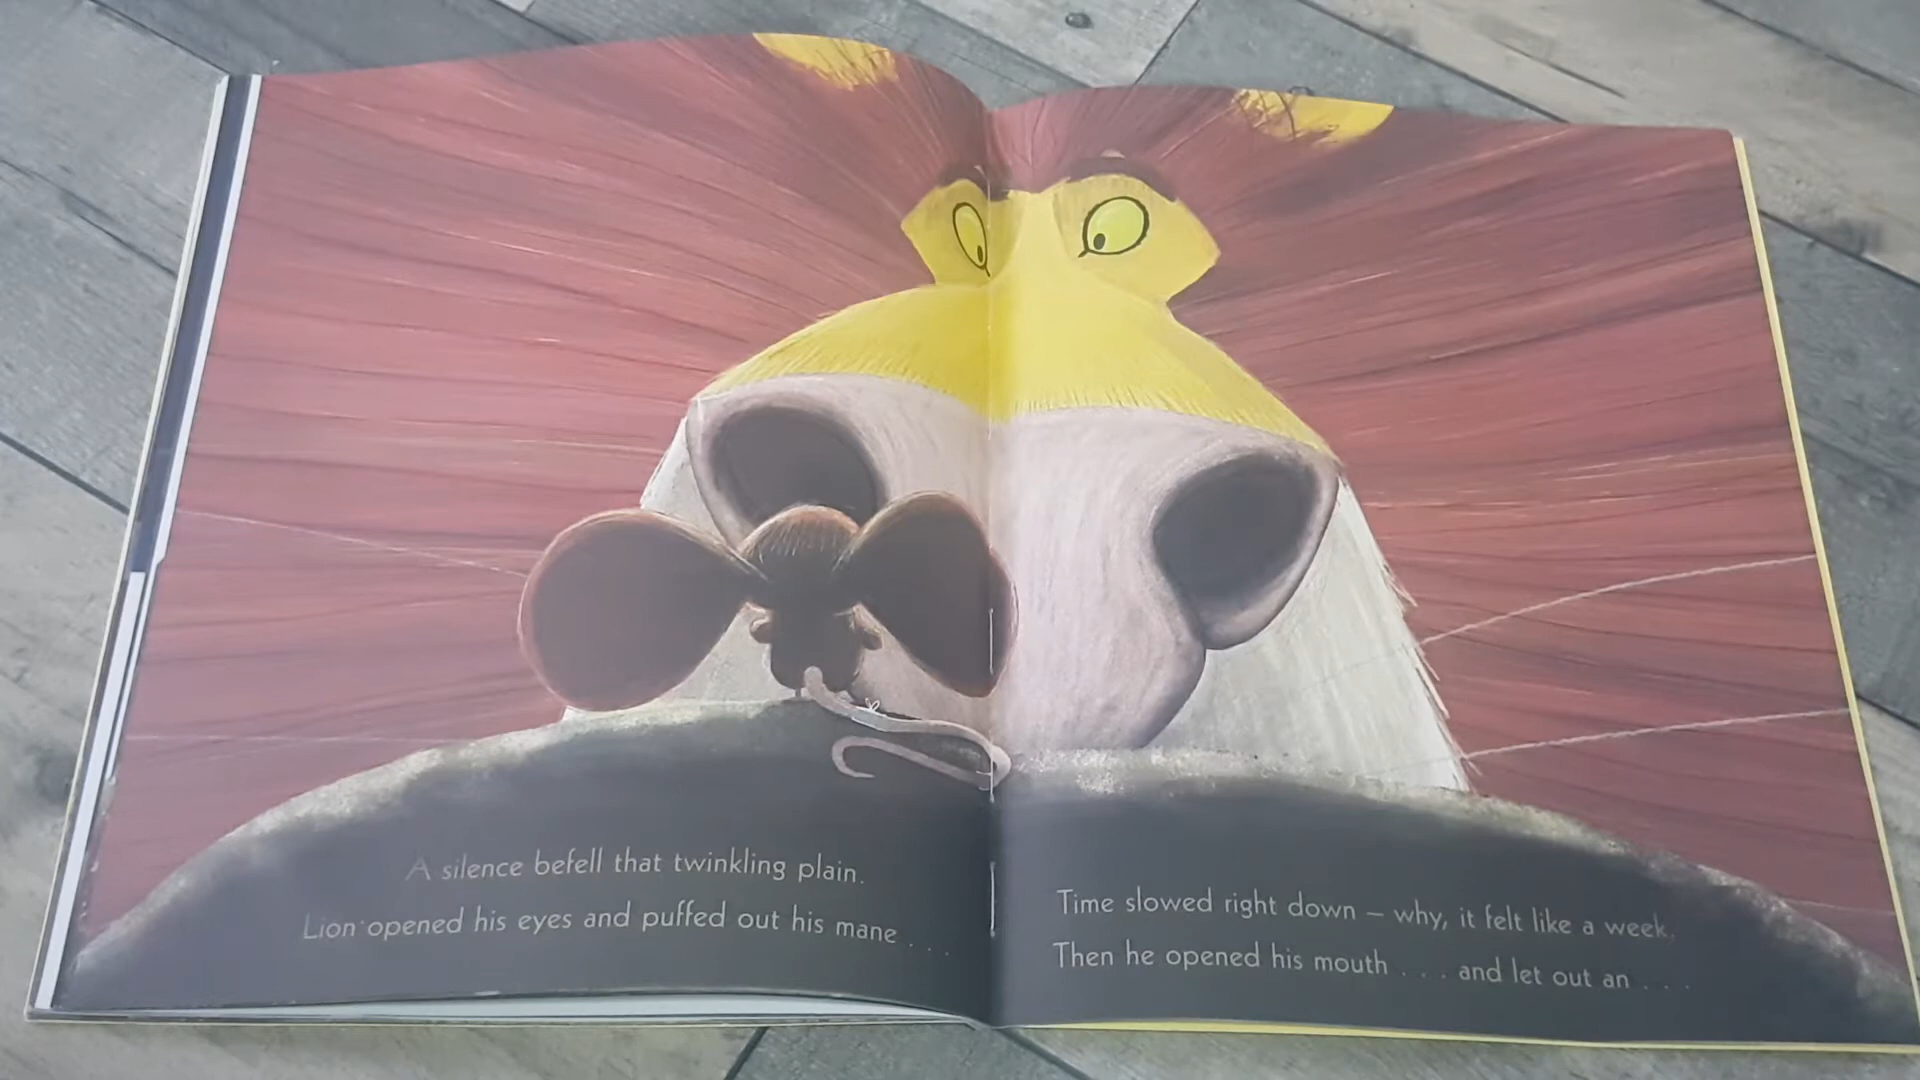 A silence befell that twinkling plain.
Lion opened his eyes and puffed out his mane . . .
Time slowed right down – why, it felt like a week.
Then he opened his mouth . . . and let out an . . .